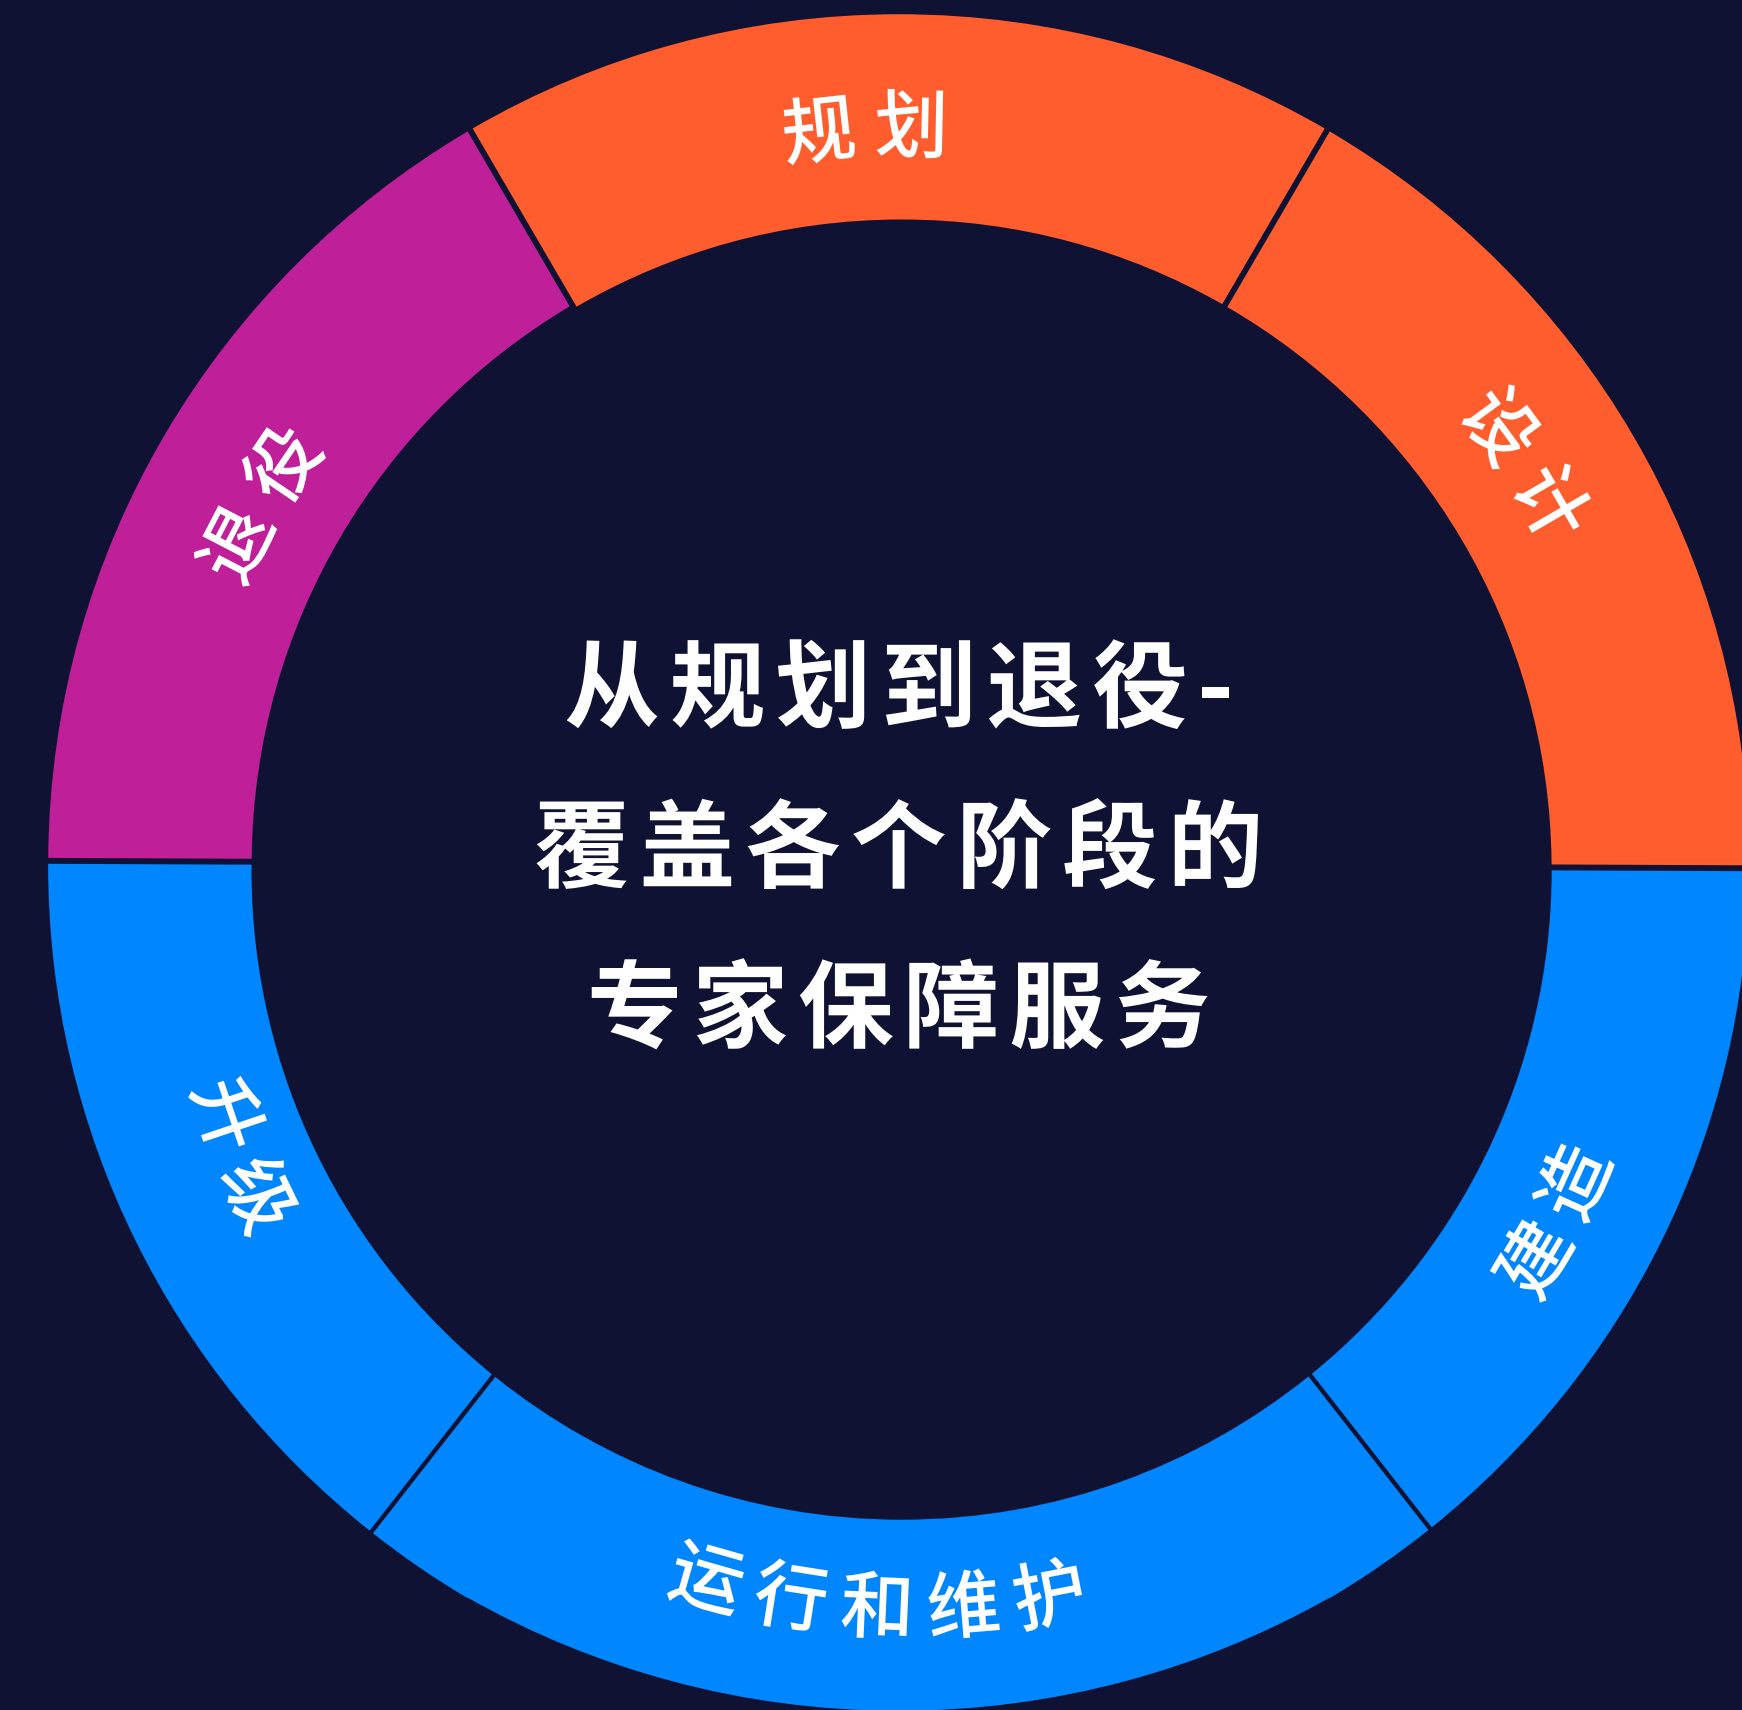 规划
设计
退役
从规划到退役-
覆盖各个阶段的
专家保障服务
升级
建造
运行和维护